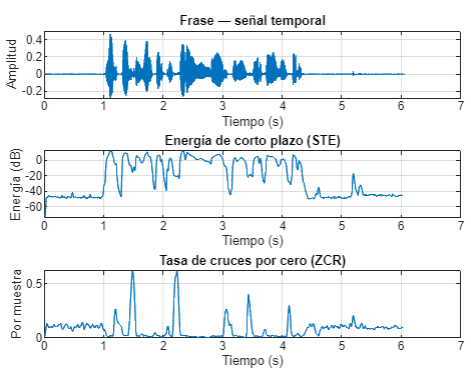 Frase — señal temporal
Amplitud
0.4
0.2
0
-0.2
0 1 2 3 4 5 6 7
Tiempo (s)
Energía de corto plazo (STE)
Energía (dB)
0
-20
-40
-60
0 1 2 3 4 5 6 7
Tiempo (s)
Tasa de cruces por cero (ZCR)
Por muestra
0.5
0
0 1 2 3 4 5 6 7
Tiempo (s)